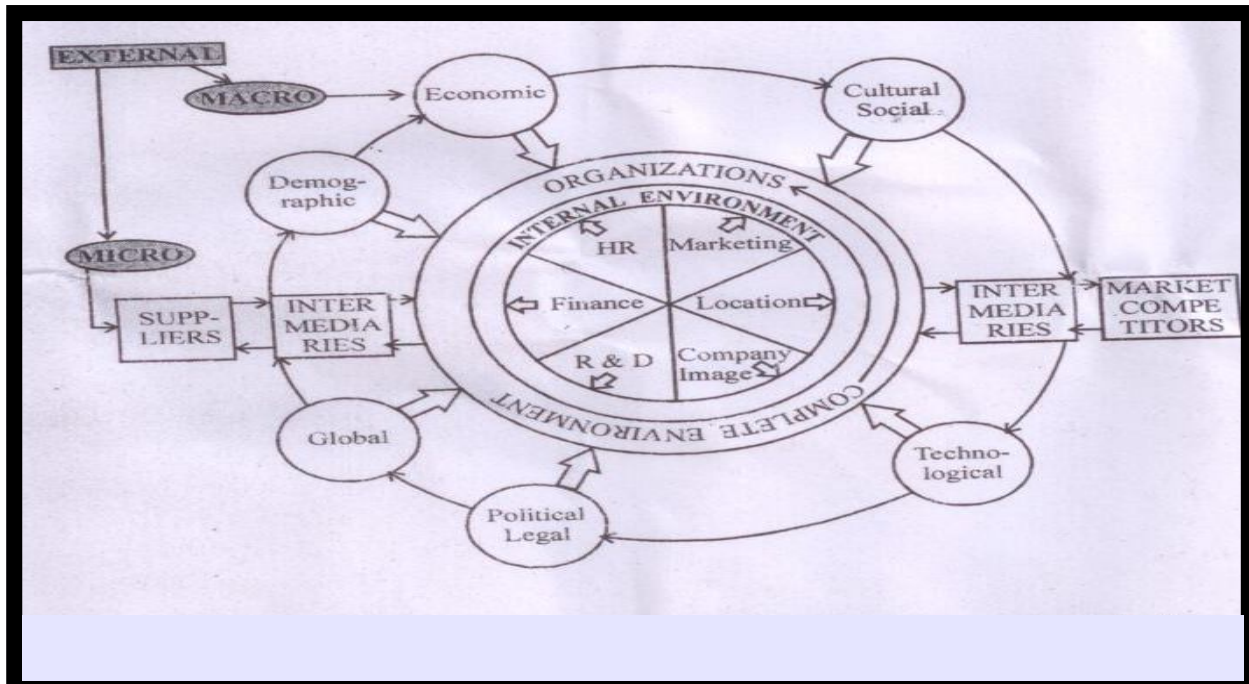 EXTERNAL
MACRO
Economic
Cultural
Social
Demog-
raphic
ORGANIZATIONS
INTERNAL ENVIRONMENT
HR
Marketing
MICRO
Finance
Location
SUPP-
LIERS
INTER
MEDIA
RIES
INTER
MEDIA
RIES
MARKET
COMPE
TITORS
R & D
Company
Image
COMPLETE ENVIRONMENT
Global
Techno-
logical
Political
Legal